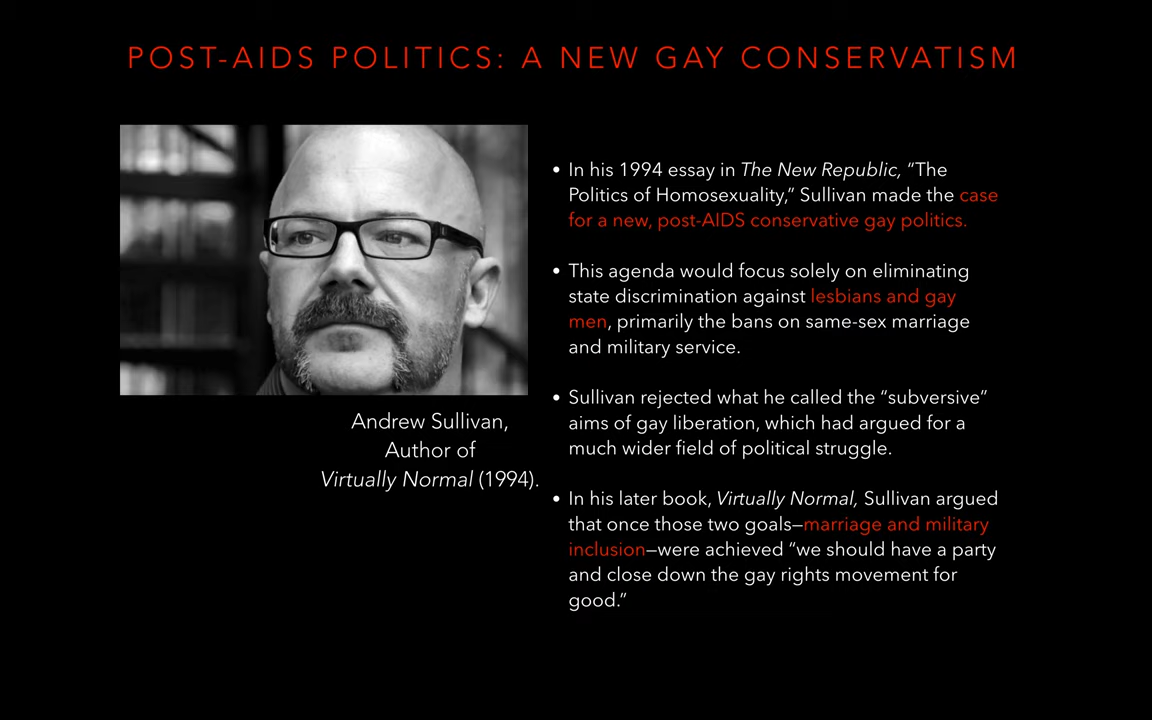 POST-AIDS POLITICS: A NEW GAY CONSERVATISM
• In his 1994 essay in The New Republic, “The
Politics of Homosexuality,” Sullivan made the case
for a new, post-AIDS conservative gay politics.
• This agenda would focus solely on eliminating
state discrimination against lesbians and gay
men, primarily the bans on same-sex marriage
and military service.
• Sullivan rejected what he called the “subversive”
aims of gay liberation, which had argued for a
much wider field of political struggle.
• In his later book, Virtually Normal, Sullivan argued
that once those two goals—marriage and military
inclusion—were achieved “we should have a party
and close down the gay rights movement for
good.”
Andrew Sullivan,
Author of
Virtually Normal (1994).